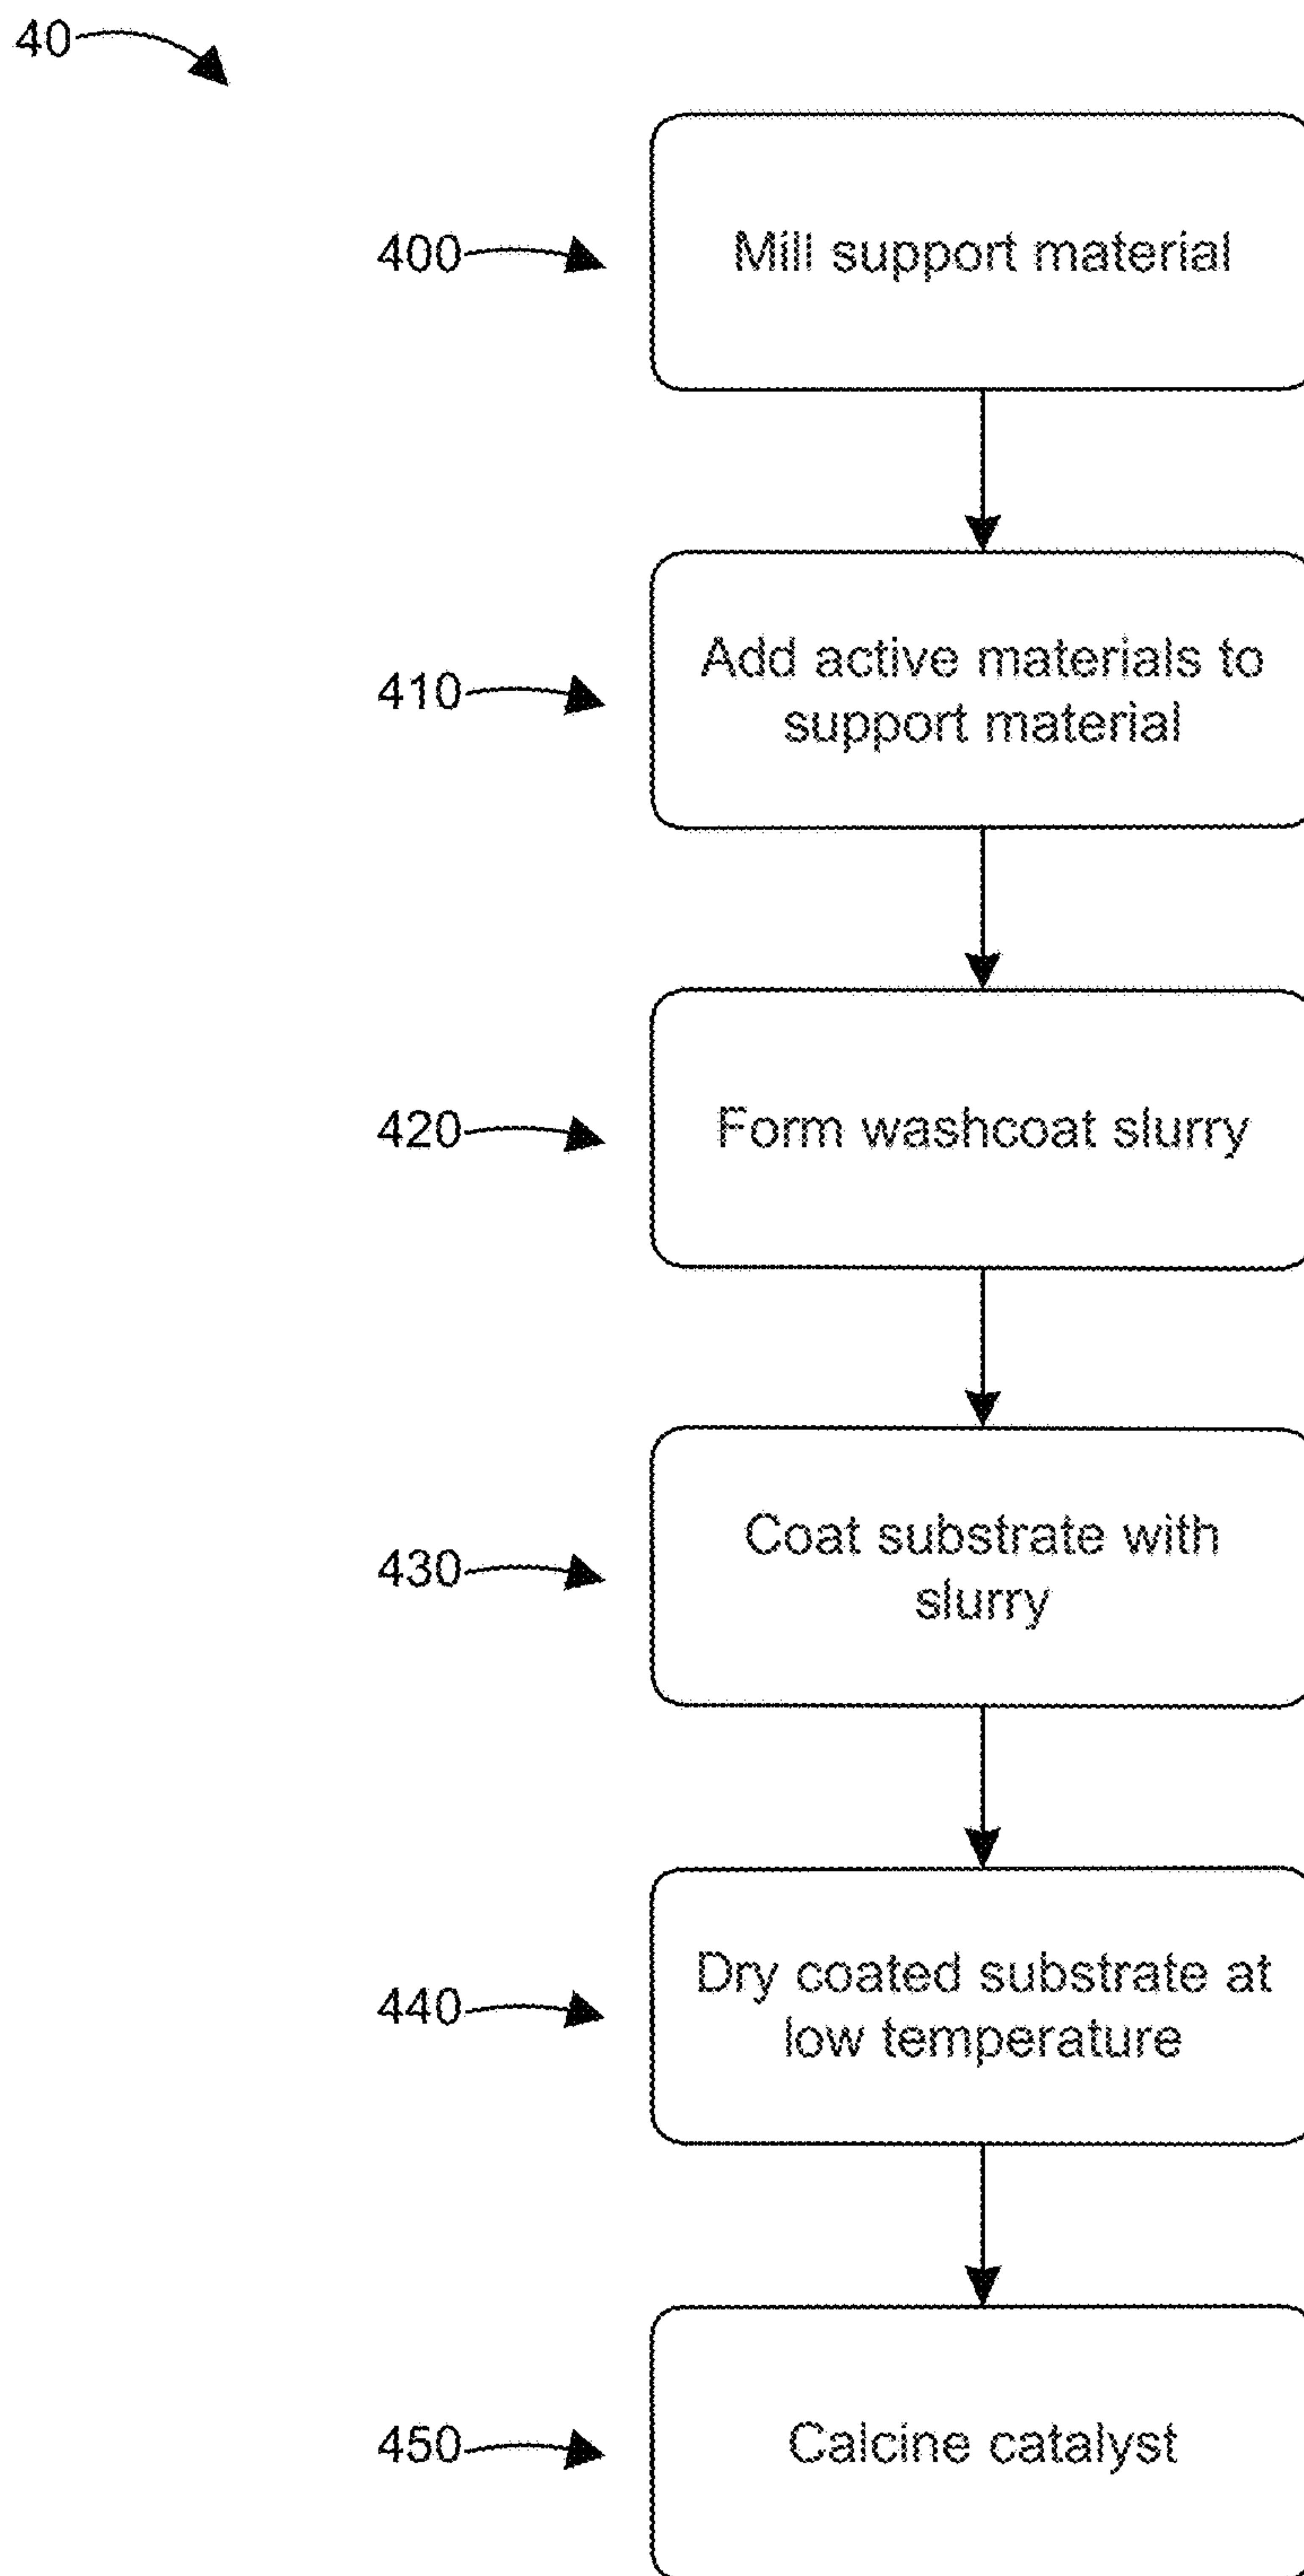 40
400
Mill support material
410
Add active materials to
support material
420
Form washcoat slurry
430
Coat substrate with
slurry
440
Dry coated substrate at
low temperature
450
Calcine catalyst